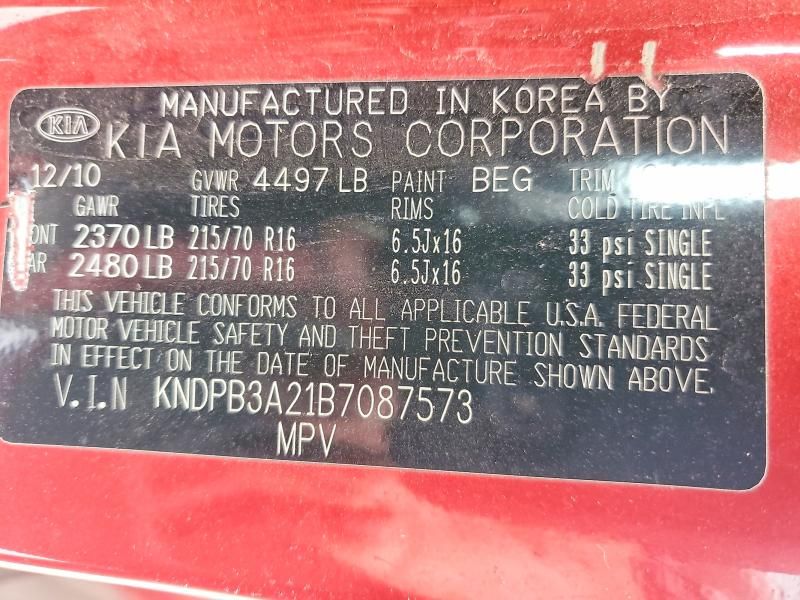 MANUFACTURED IN KOREA BY
KIA KIA MOTORS CORPORATION
12/10 GVWR 4497 LB PAINT BEG TRIM
GAWR TIRES RIMS COLD TIRE INFL
2370 LB 215/70 R16 6.5Jx16 33 psi SINGLE
2480 LB 215/70 R16 6.5Jx16 33 psi SINGLE
THIS VEHICLE CONFORMS TO ALL APPLICABLE U.S.A. FEDERAL
MOTOR VEHICLE SAFETY AND THEFT PREVENTION STANDARDS
IN EFFECT ON THE DATE OF MANUFACTURE SHOWN ABOVE.
V.I.N KNDPB3A21B7087573
MPV